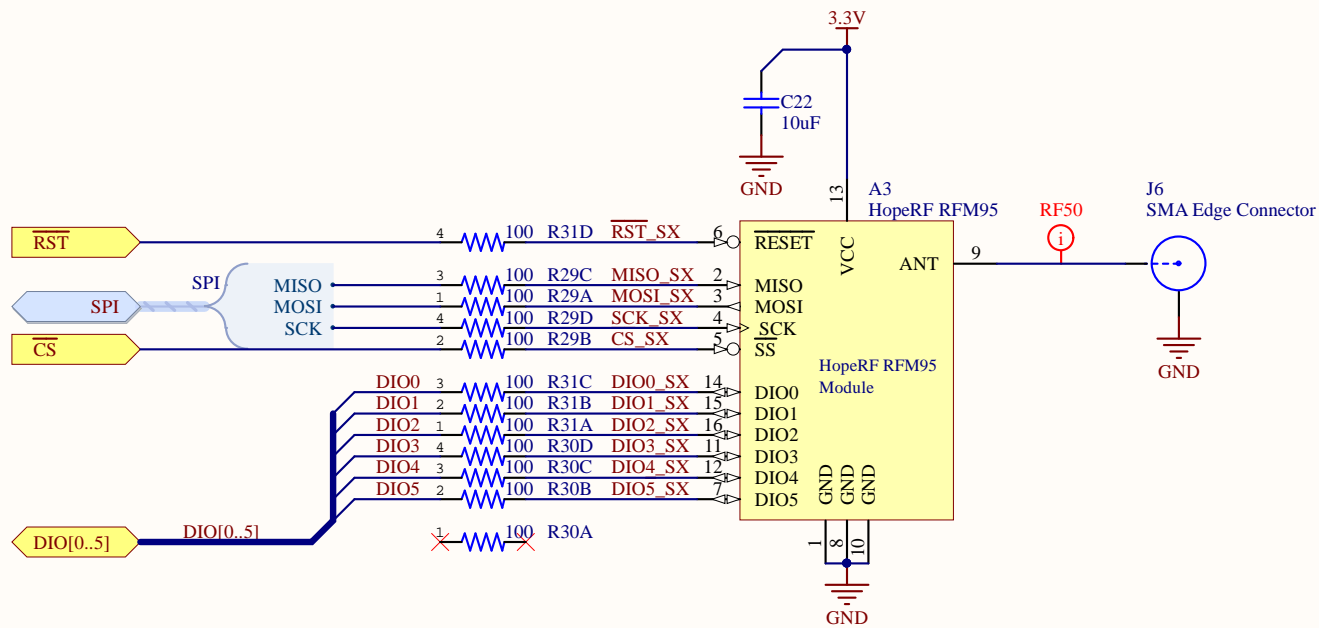 3.3V
C22
10uF
GND
13
A3
HopeRF RFM95
RF50
i
J6
SMA Edge Connector
RST 4 100 R31D RST_SX 6 RESET
VCC
ANT 9
SPI
MISO 3 100 R29C MISO_SX 2 MISO
SPI MOSI 1 100 R29A MOSI_SX 3 MOSI
SCK 4 100 R29D SCK_SX 4 SCK
CS 2 100 R29B CS_SX 5 SS
GND
HopeRF RFM95
Module
DIO0 3 100 R31C DIO0_SX 14 DIO0
DIO1 2 100 R31B DIO1_SX 15 DIO1
DIO2 1 100 R31A DIO2_SX 16 DIO2
DIO3 4 100 R30D DIO3_SX 11 DIO3
DIO4 3 100 R30C DIO4_SX 12 DIO4
DIO5 2 100 R30B DIO5_SX 7 DIO5
GND GND GND
DIO[0..5] DIO[0..5]
1 100 R30A
1 8 10
GND